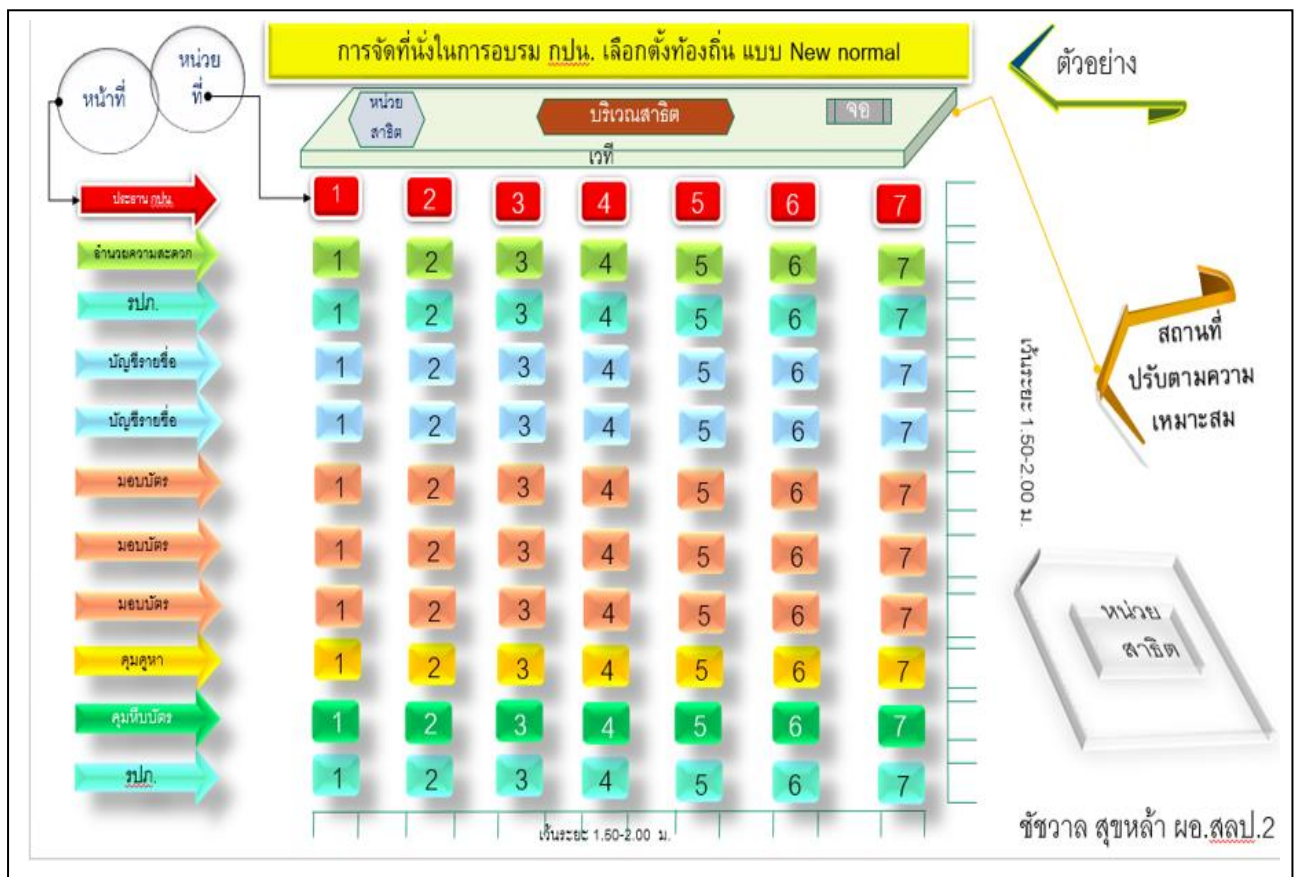 การจัดที่นั่งในการอบรม กปน. เลือกตั้งท้องถิ่น แบบ New normal
ตัวอย่าง
หน้าที่
หน่วย
ที่
หน่วย
สาธิต
บริเวณสาธิต
จอ
เวที
ประธาน กปน. 1 2 3 4 5 6 7
อำนวยความสะดวก 1 2 3 4 5 6 7
รปภ. 1 2 3 4 5 6 7
บัญชีรายชื่อ 1 2 3 4 5 6 7
บัญชีรายชื่อ 1 2 3 4 5 6 7
มอบบัตร 1 2 3 4 5 6 7
มอบบัตร 1 2 3 4 5 6 7
มอบบัตร 1 2 3 4 5 6 7
คุมคูหา 1 2 3 4 5 6 7
คุมหีบบัตร 1 2 3 4 5 6 7
รปภ. 1 2 3 4 5 6 7
เว้นระยะ 1.50-2.00 ม.
เว้นระยะ 1.50-2.00 ม.
สถานที่
ปรับตามความ
เหมาะสม
หน่วย
สาธิต
ชัชวาล สุขหล้า ผอ.สลป.2